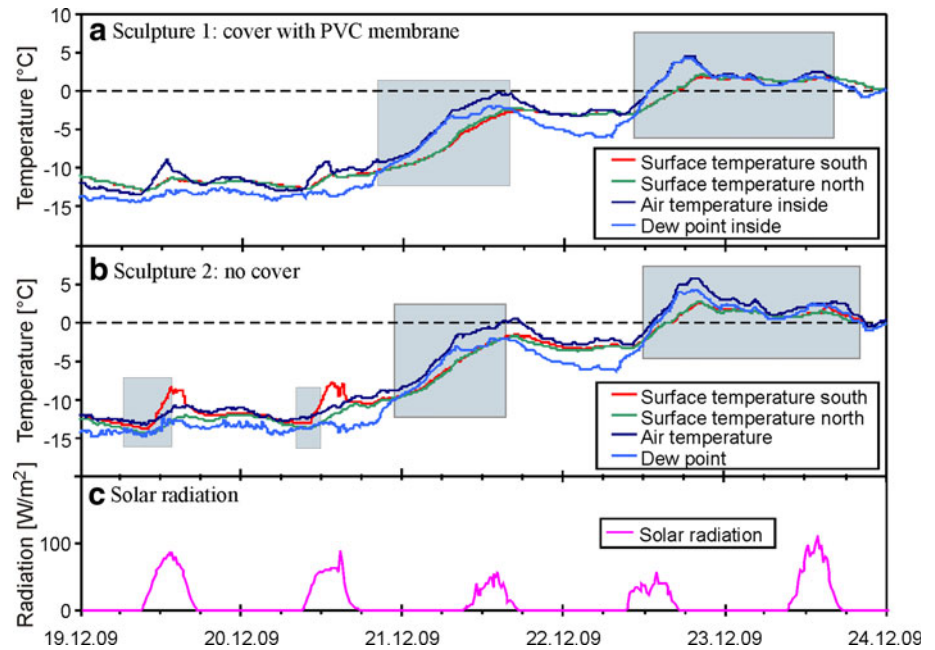 a Sculpture 1: cover with PVC membrane
Temperature [°C]
10
5
0
-5
-10
-15
Surface temperature south
Surface temperature north
Air temperature inside
Dew point inside
b Sculpture 2: no cover
Temperature [°C]
5
0
-5
-10
-15
Surface temperature south
Surface temperature north
Air temperature
Dew point
c Solar radiation
Radiation [W/m²]
100
0
Solar radiation
19.12.09 20.12.09 21.12.09 22.12.09 23.12.09 24.12.09